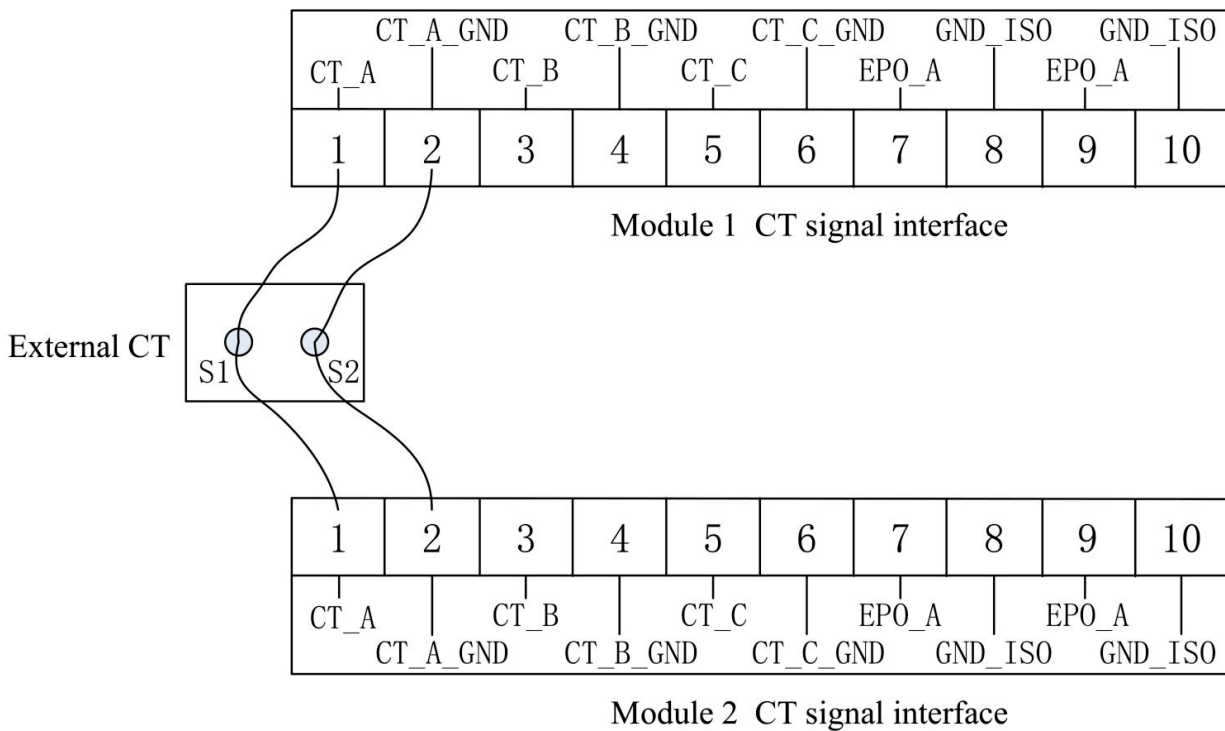 CT_A_GND CT_B_GND CT_C_GND GND_ISO GND_ISO
CT_A CT_B CT_C EPO_A EPO_A
1 2 3 4 5 6 7 8 9 10
Module 1 CT signal interface
External CT
S1 S2
1 2 3 4 5 6 7 8 9 10
CT_A CT_B CT_C EPO_A EPO_A
CT_A_GND CT_B_GND CT_C_GND GND_ISO GND_ISO
Module 2 CT signal interface